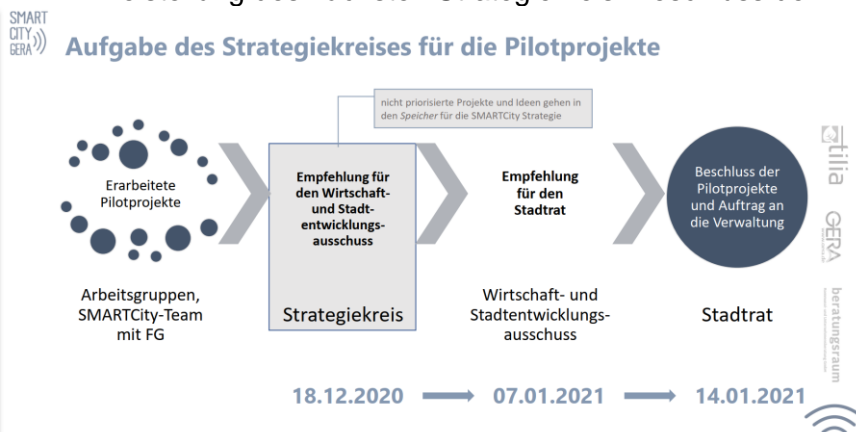 SMART
CITY
GERA
Aufgabe des Strategiekreises für die Pilotprojekte
nicht priorisierte Projekte und Ideen gehen in
den Speicher für die SMARTCity Strategie
Erarbeitete
Pilotprojekte
Empfehlung für
den Wirtschaft-
und Stadt-
entwicklungs-
ausschuss
Empfehlung
für den
Stadtrat
Beschluss der
Pilotprojekte
und Auftrag an
die Verwaltung
Arbeitsgruppen,
SMARTCity-Team
mit FG
Strategiekreis
Wirtschaft- und
Stadtentwicklungs-
ausschuss
Stadtrat
18.12.2020
07.01.2021
14.01.2021
tilia
GERA
beratungsraum